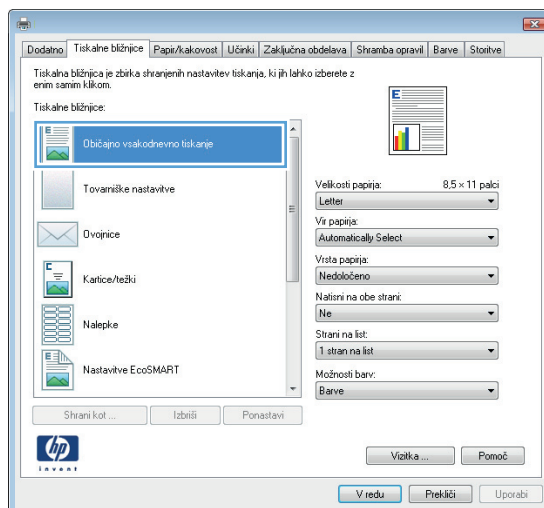 Dodatno Tiskalne bližnjice Papir/kakovost Učinki Zaključna obdelava Shramba opravil Barve Storitve
Tiskalna bližnjica je zbirka shranjenih nastavitev tiskanja, ki jih lahko izberete z
enim samim klikom.
Tiskalne bližnjice:
Običajno vsakodnevno tiskanje
Tovarniške nastavitve
Ovojnice
Kartice/težki
Nalepke
Nastavitve EcoSMART
Shrani kot ... Izbriši Ponastavi
E
Velikosti papirja: 8,5 × 11 palci
Letter
Vir papirja:
Automatically Select
Vrsta papirja:
Nedoločeno
Natisni na obe strani:
Ne
Strani na list:
1 stran na list
Možnosti barv:
Barve
hp
invent
Vizitka ... Pomoč
V redu Prekliči Uporabi